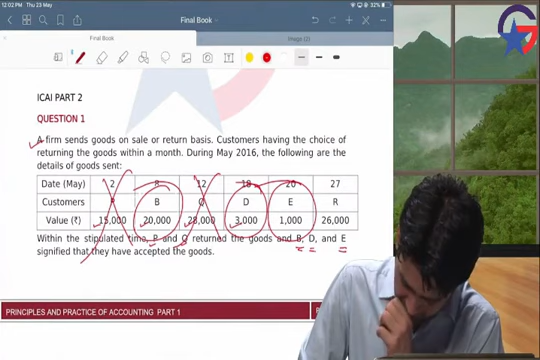 12:02 PM Thu 23 May
Final Book
32%
Final Book
Image (2)
ICAI PART 2
QUESTION 1
A firm sends goods on sale or return basis. Customers having the choice of
returning the goods within a month. During May 2016, the following are the
details of goods sent:
Date (May) 2 8 12 18 20 27
Customers P B Q D E R
Value (₹) 15,000 20,000 28,000 3,000 1,000 26,000
Within the stipulated time, P and Q returned the goods and B, D, and E
signified that they have accepted the goods.
PRINCIPLES AND PRACTICE OF ACCOUNTING PART 1